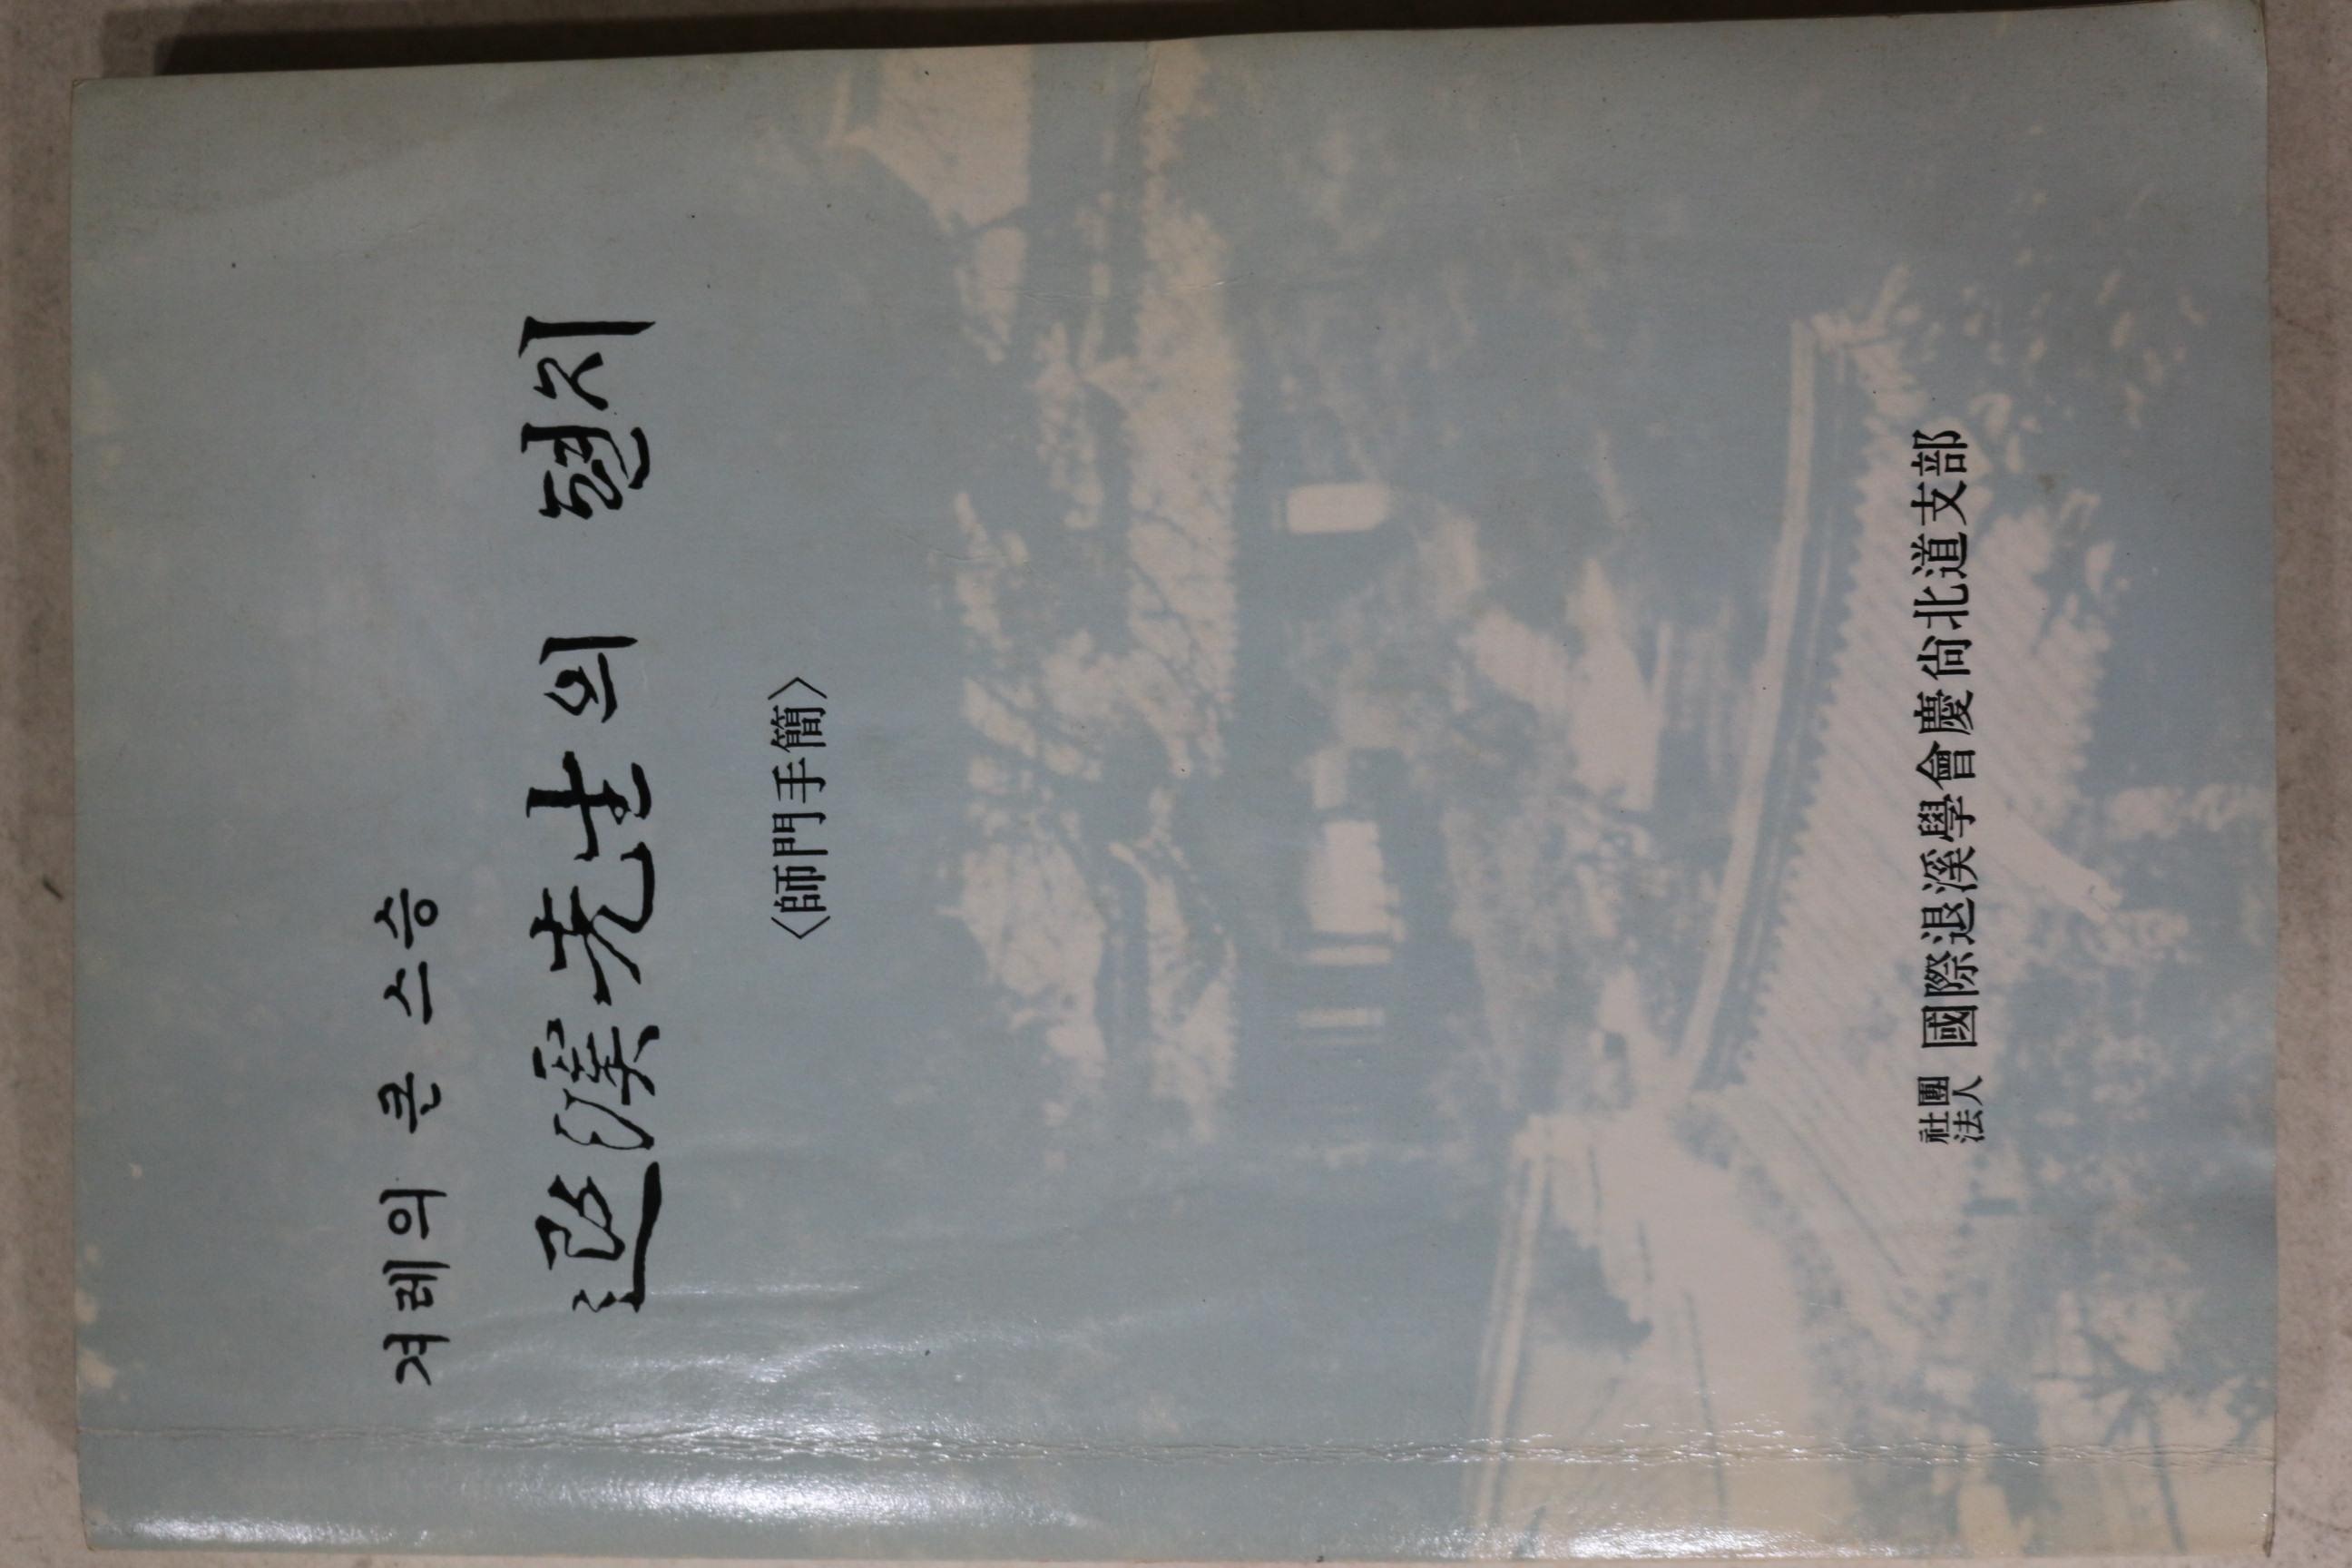 겨레의 큰 스승
退溪先生의 편지
〈師門手簡〉
社團法人 國際退溪學會慶尙北道支部